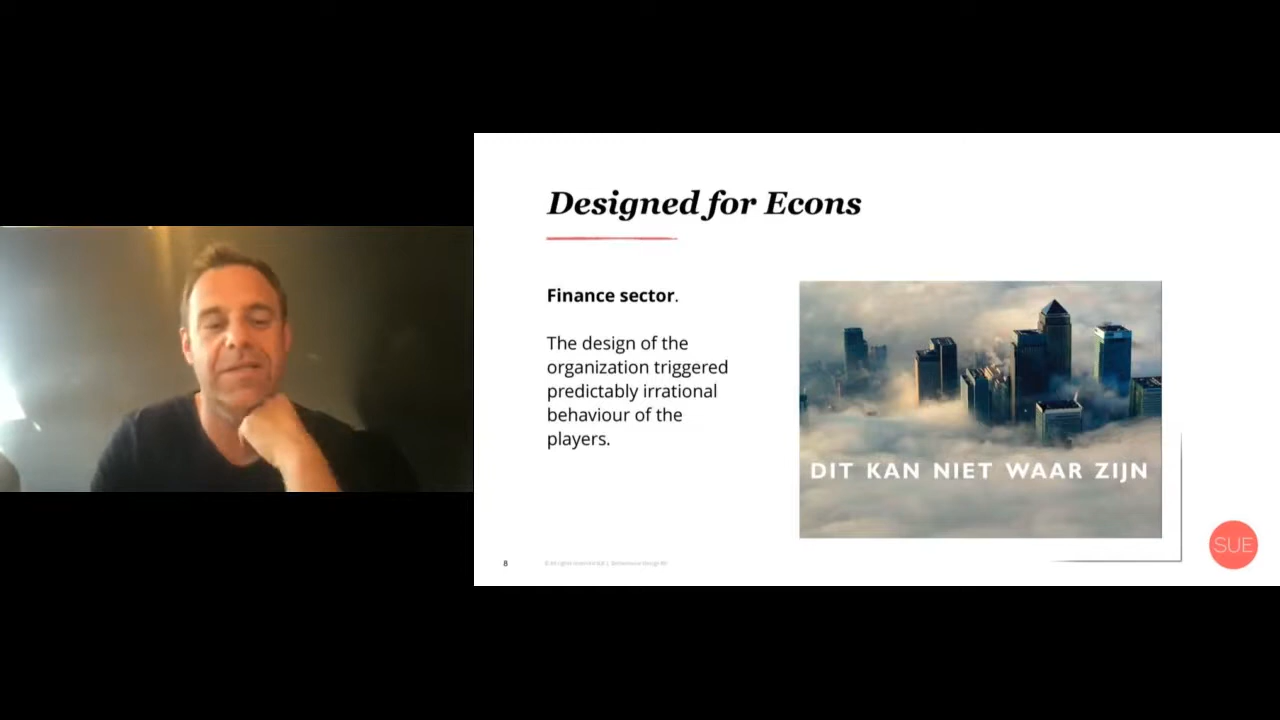 Designed for Econs
Finance sector.
The design of the
organization triggered
predictably irrational
behaviour of the
players.
DIT KAN NIET WAAR ZIJN
SUE
8